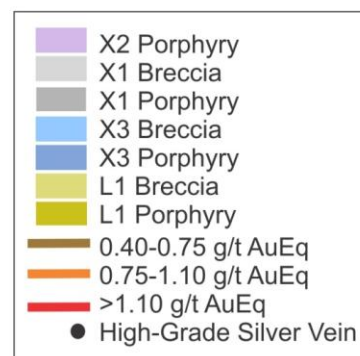 X2 Porphyry
X1 Breccia
X1 Porphyry
X3 Breccia
X3 Porphyry
L1 Breccia
L1 Porphyry
0.40-0.75 g/t AuEq
0.75-1.10 g/t AuEq
>1.10 g/t AuEq
High-Grade Silver Vein